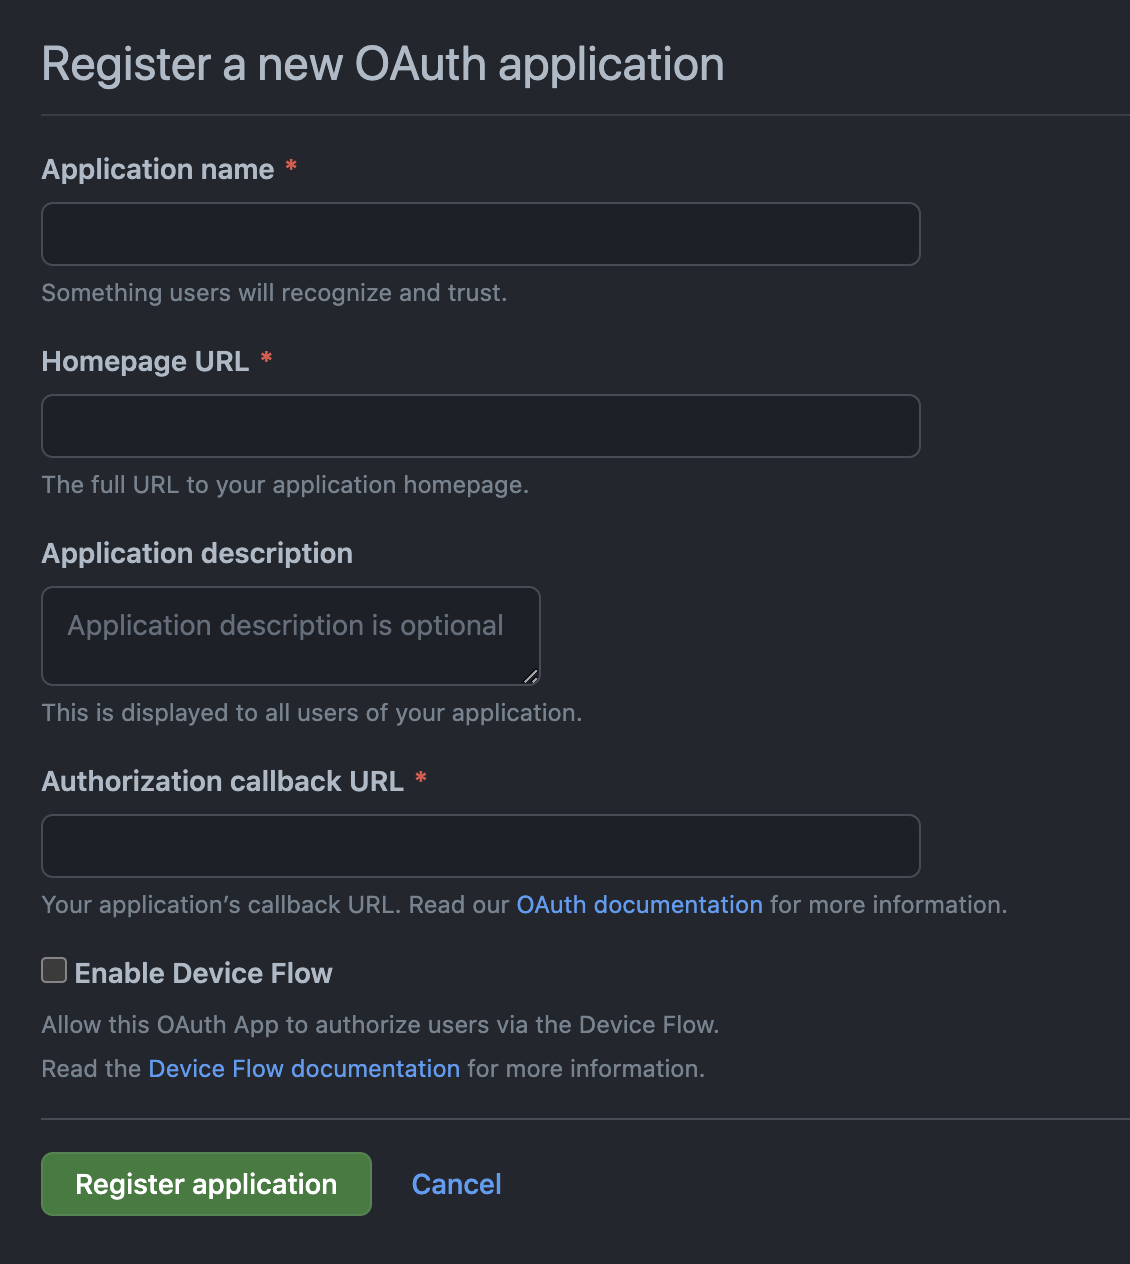 Register a new OAuth application
Application name *
Something users will recognize and trust.
Homepage URL *
The full URL to your application homepage.
Application description
Application description is optional
This is displayed to all users of your application.
Authorization callback URL *
Your application’s callback URL. Read our OAuth documentation for more information.
Enable Device Flow
Allow this OAuth App to authorize users via the Device Flow.
Read the Device Flow documentation for more information.
Register application Cancel